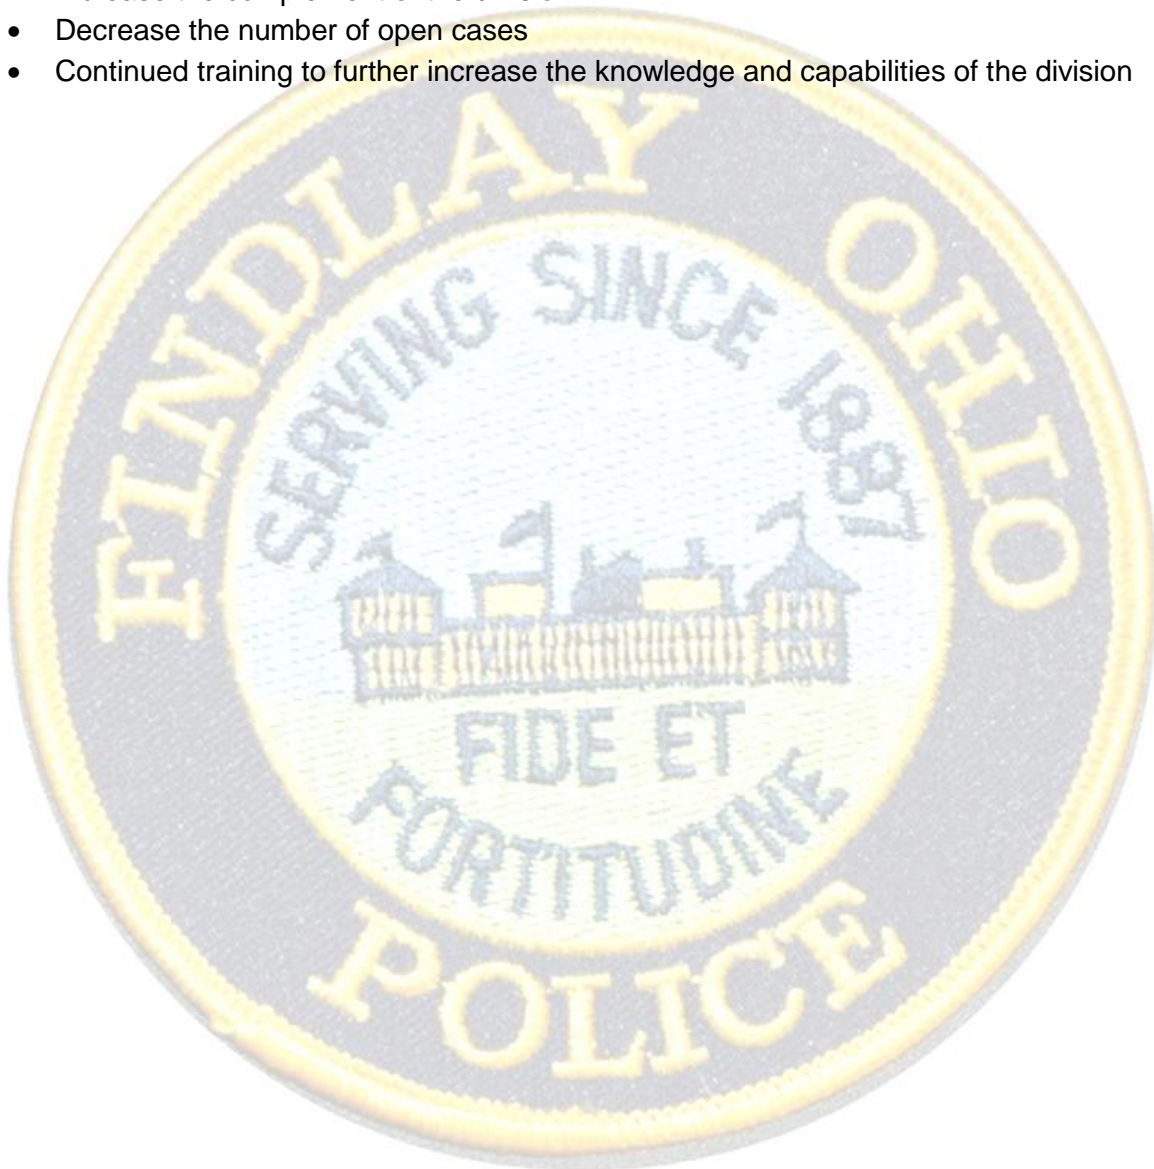 • Decrease the number of open cases
• Continued training to further increase the knowledge and capabilities of the division
FINDLAY OHIO
SERVING SINCE 1887
FIDE ET
FORTITUDINE
POLICE